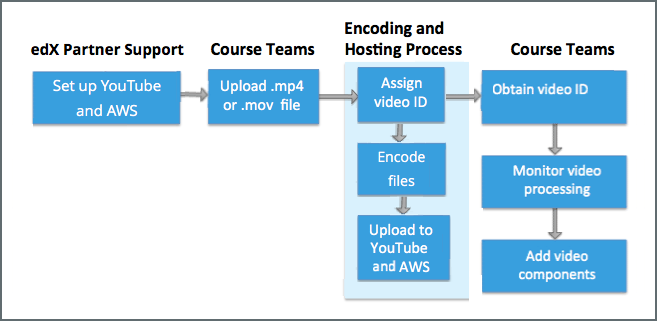 edX Partner Support
Set up YouTube
and AWS
Course Teams
Upload .mp4
or .mov file
Encoding and
Hosting Process
Assign
video ID
Encode
files
Upload to
YouTube
and AWS
Course Teams
Obtain video ID
Monitor video
processing
Add video
components